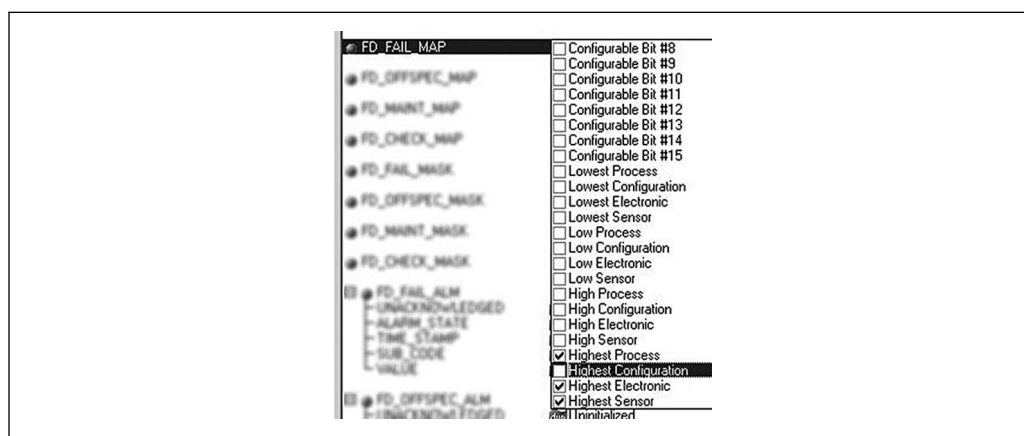 FD_FAIL_MAP
FD_OFFSPEC_MAP
FD_MAINT_MAP
FD_CHECK_MAP
FD_FAIL_MASK
FD_OFFSPEC_MASK
FD_MAINT_MASK
FD_CHECK_MASK
FD_FAIL_ALM
UNACKNOWLEDGED
ALARM_STATE
TIME_STAMP
SUB_CODE
VALUE
FD_OFFSPEC_ALM
UNACKNOWLEDGED
Configurable Bit #8
Configurable Bit #9
Configurable Bit #10
Configurable Bit #11
Configurable Bit #12
Configurable Bit #13
Configurable Bit #14
Configurable Bit #15
Lowest Process
Lowest Configuration
Lowest Electronic
Lowest Sensor
Low Process
Low Configuration
Low Electronic
Low Sensor
High Process
High Configuration
High Electronic
High Sensor
Highest Process
Highest Configuration
Highest Electronic
Highest Sensor
Uninitialized